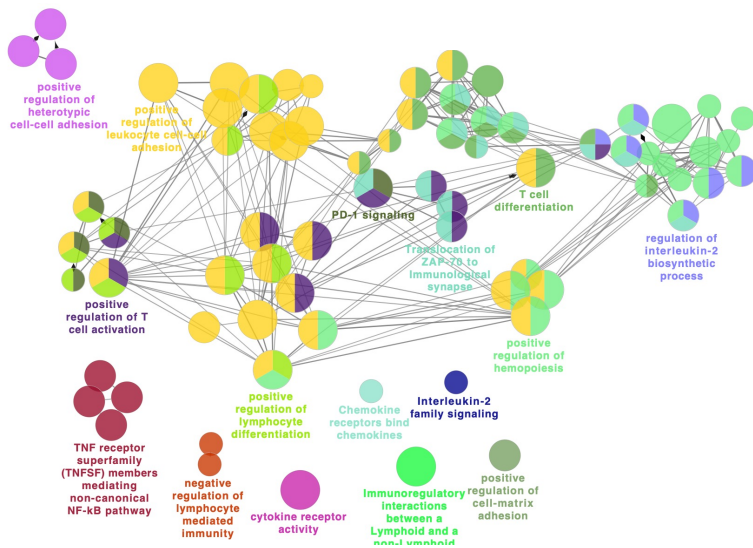 positive
regulation of
heterotypic
cell-cell adhesion
positive
regulation of
leukocyte cell-cell
adhesion
PD-1 signaling
T cell
differentiation
Translocation of
ZAP-70 to
Immunological
synapse
regulation of
interleukin-2
biosynthetic
process
positive
regulation of T
cell activation
positive
regulation of
hemopoiesis
positive
regulation of
lymphocyte
differentiation
Chemokine
receptors bind
chemokines
Interleukin-2
family signaling
TNF receptor
superfamily
(TNFSF) members
mediating
non-canonical
NF-kB pathway
negative
regulation of
lymphocyte
mediated
immunity
cytokine receptor
activity
Immunoregulatory
interactions
between a
Lymphoid and a
non-Lymphoid
positive
regulation of
cell-matrix
adhesion